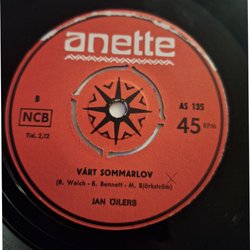 anette
B
AS 135
NCB
45 RPM
Tid. 2,12
VÅRT SOMMARLOV
(B. Welch - B. Bennett - M. Björkström)
JAN ÖJLERS